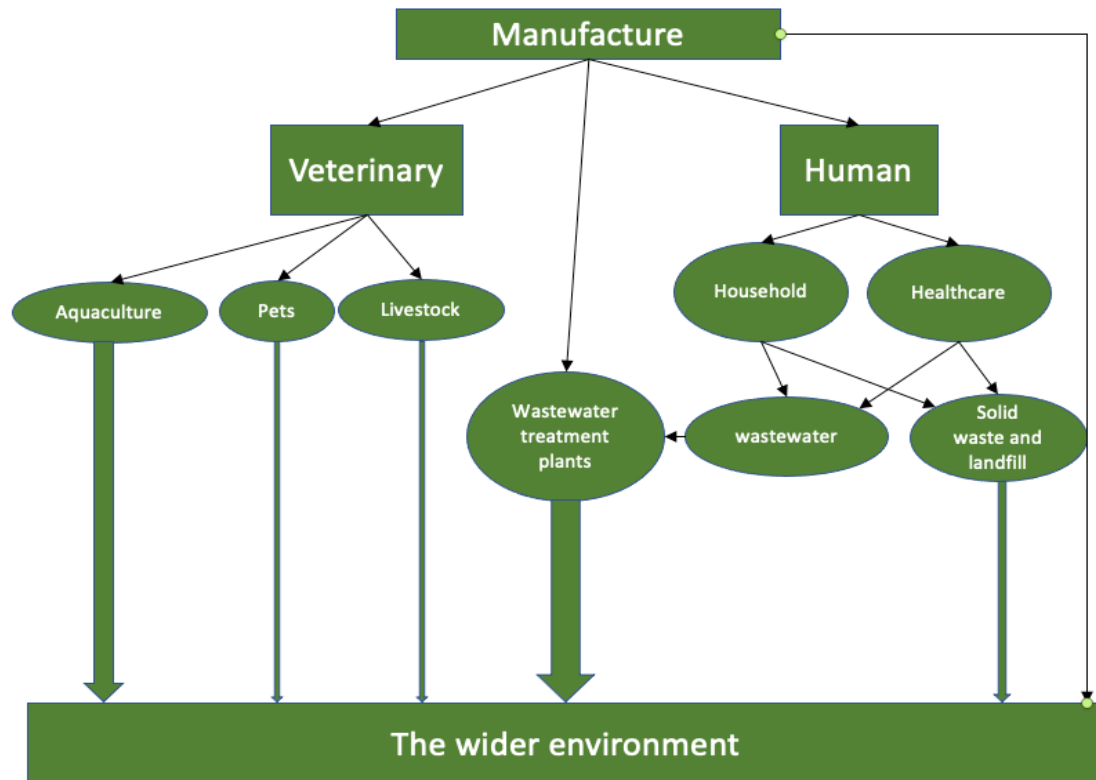 Manufacture
Veterinary
Human
Household
Healthcare
Aquaculture
Pets
Livestock
Wastewater
treatment
plants
wastewater
Solid
waste and
landfill
The wider environment